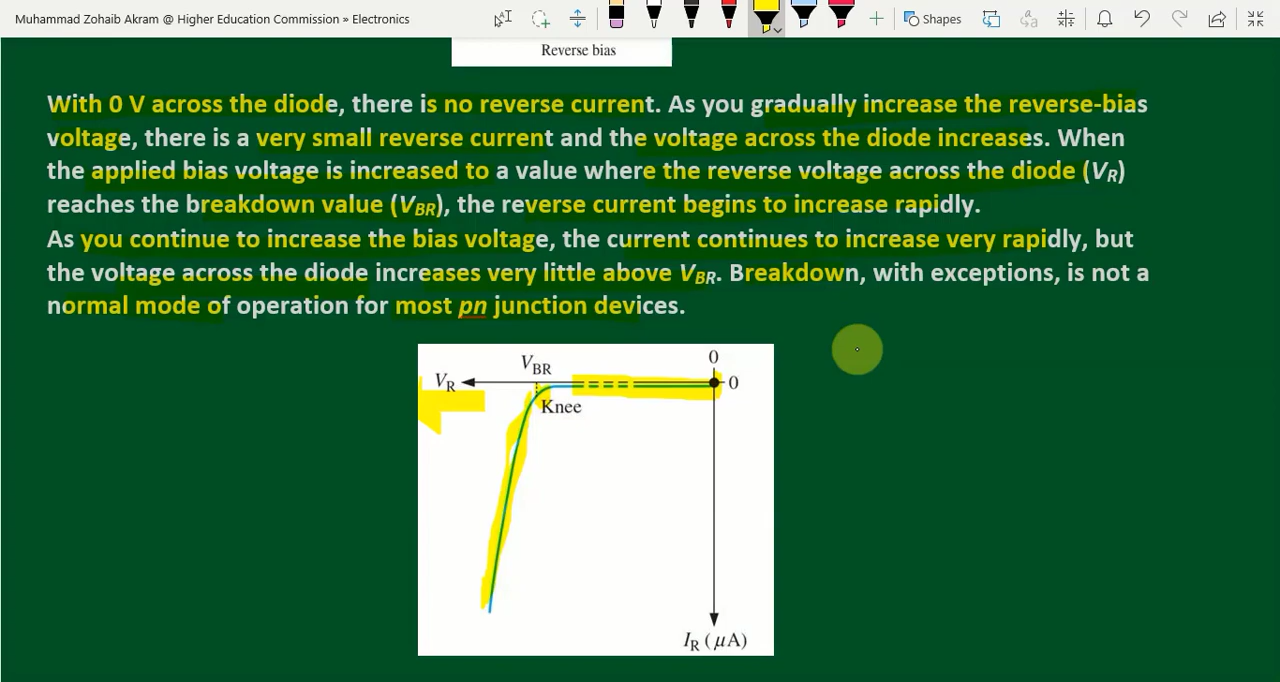 Muhammad Zohaib Akram @ Higher Education Commission » Electronics
Shapes
Reverse bias
With 0 V across the diode, there is no reverse current. As you gradually increase the reverse-bias
voltage, there is a very small reverse current and the voltage across the diode increases. When
the applied bias voltage is increased to a value where the reverse voltage across the diode (VR)
reaches the breakdown value (VBR), the reverse current begins to increase rapidly.
As you continue to increase the bias voltage, the current continues to increase very rapidly, but
the voltage across the diode increases very little above VBR. Breakdown, with exceptions, is not a
normal mode of operation for most pn junction devices.
0
VBR
VR
0
Knee
IR (μA)